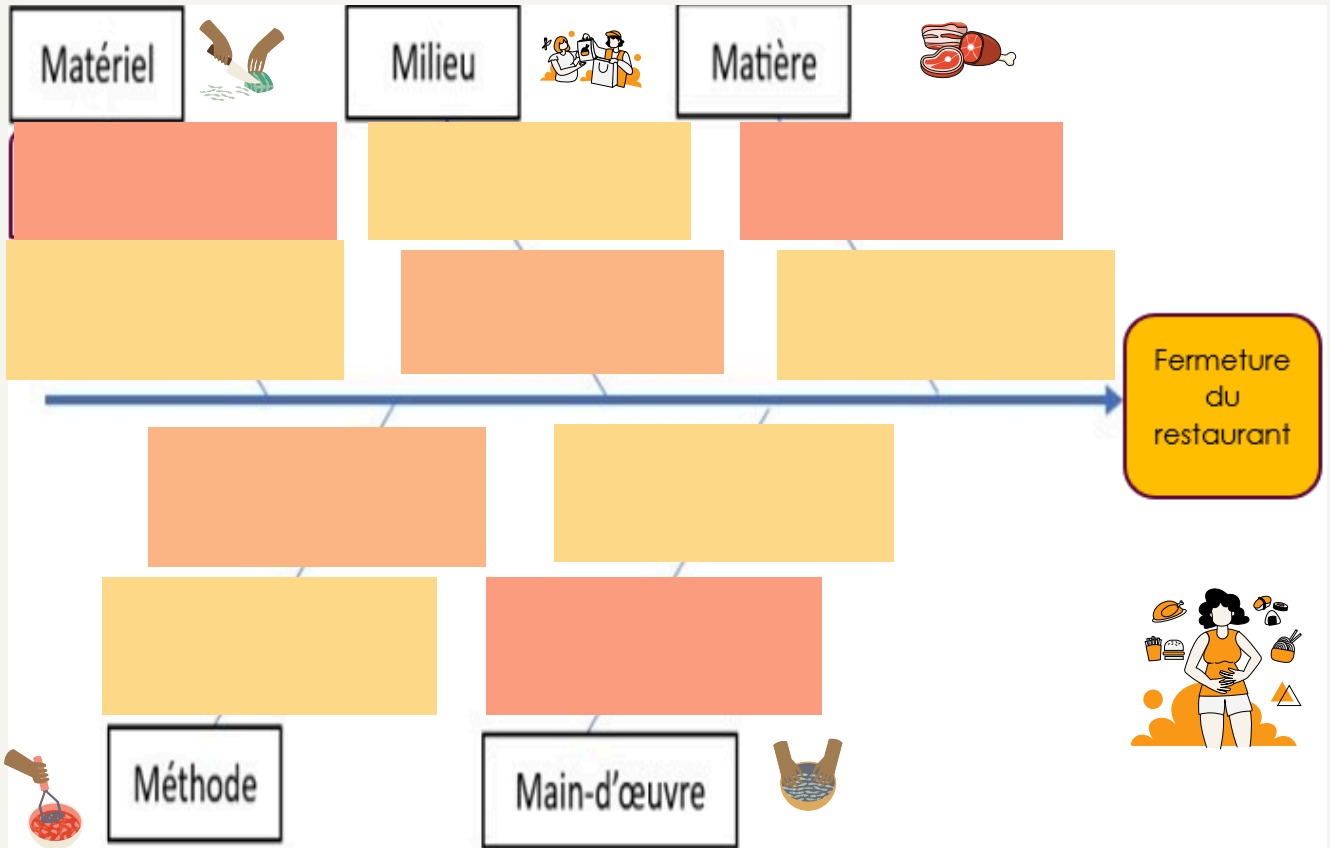 Matériel
Milieu
Matière
Fermeture
du
restaurant
Méthode
Main-d'œuvre